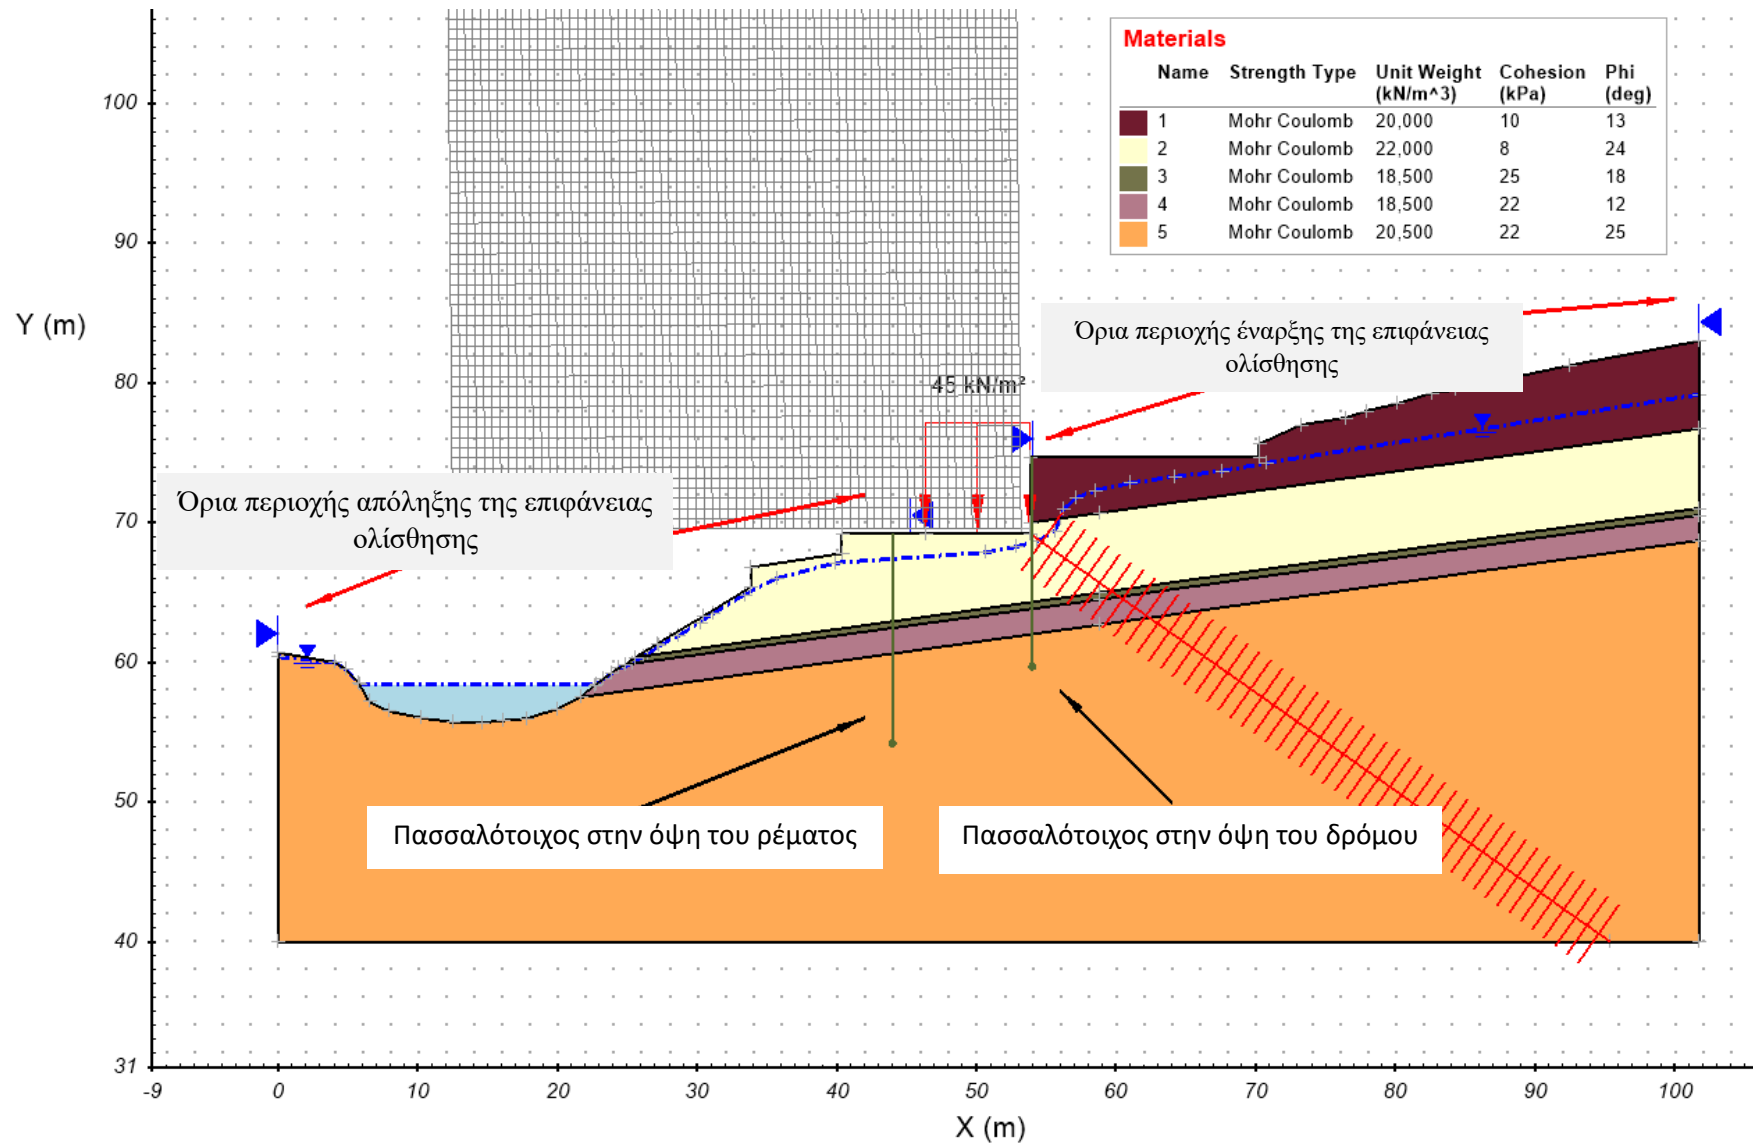 Materials
Name Strength Type Unit Weight (kN/m^3) Cohesion (kPa) Phi (deg)
1 Mohr Coulomb 20,000 10 13
2 Mohr Coulomb 22,000 8 24
3 Mohr Coulomb 18,500 25 18
4 Mohr Coulomb 18,500 22 12
5 Mohr Coulomb 20,500 22 25
100
90
Y (m)
Όρια περιοχής έναρξης της επιφάνειας
ολίσθησης
80
45 kN/m²
70
Όρια περιοχής απόληξης της επιφάνειας
ολίσθησης
60
50
Πασσαλότοιχος στην όψη του ρέματος
Πασσαλότοιχος στην όψη του δρόμου
40
31
-9 0 10 20 30 40 50 60 70 80 90 100
X (m)